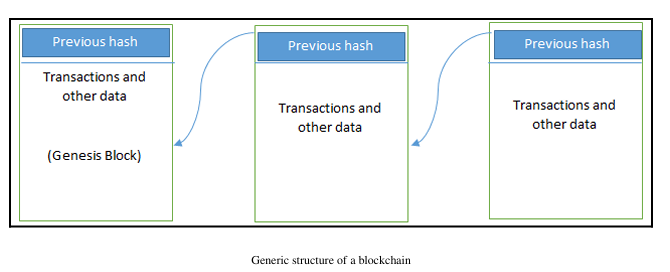 Previous hash
Transactions and
other data
(Genesis Block)
Previous hash
Transactions and
other data
Previous hash
Transactions and
other data
Generic structure of a blockchain